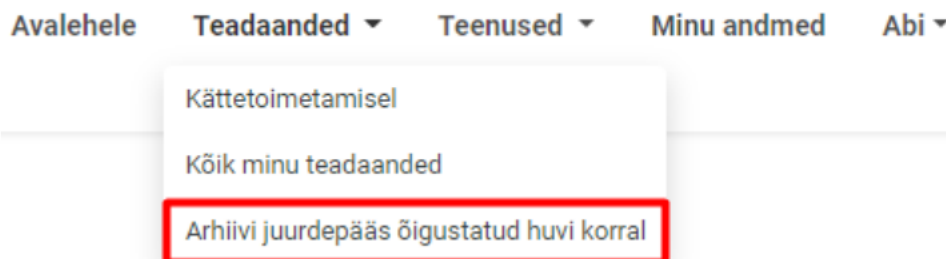 Avalehele Teadaanded Teenused Minu andmed Abi
Kättetoimetamisel
Kõik minu teadaanded
Arhiivi juurdepääs õigustatud huvi korral